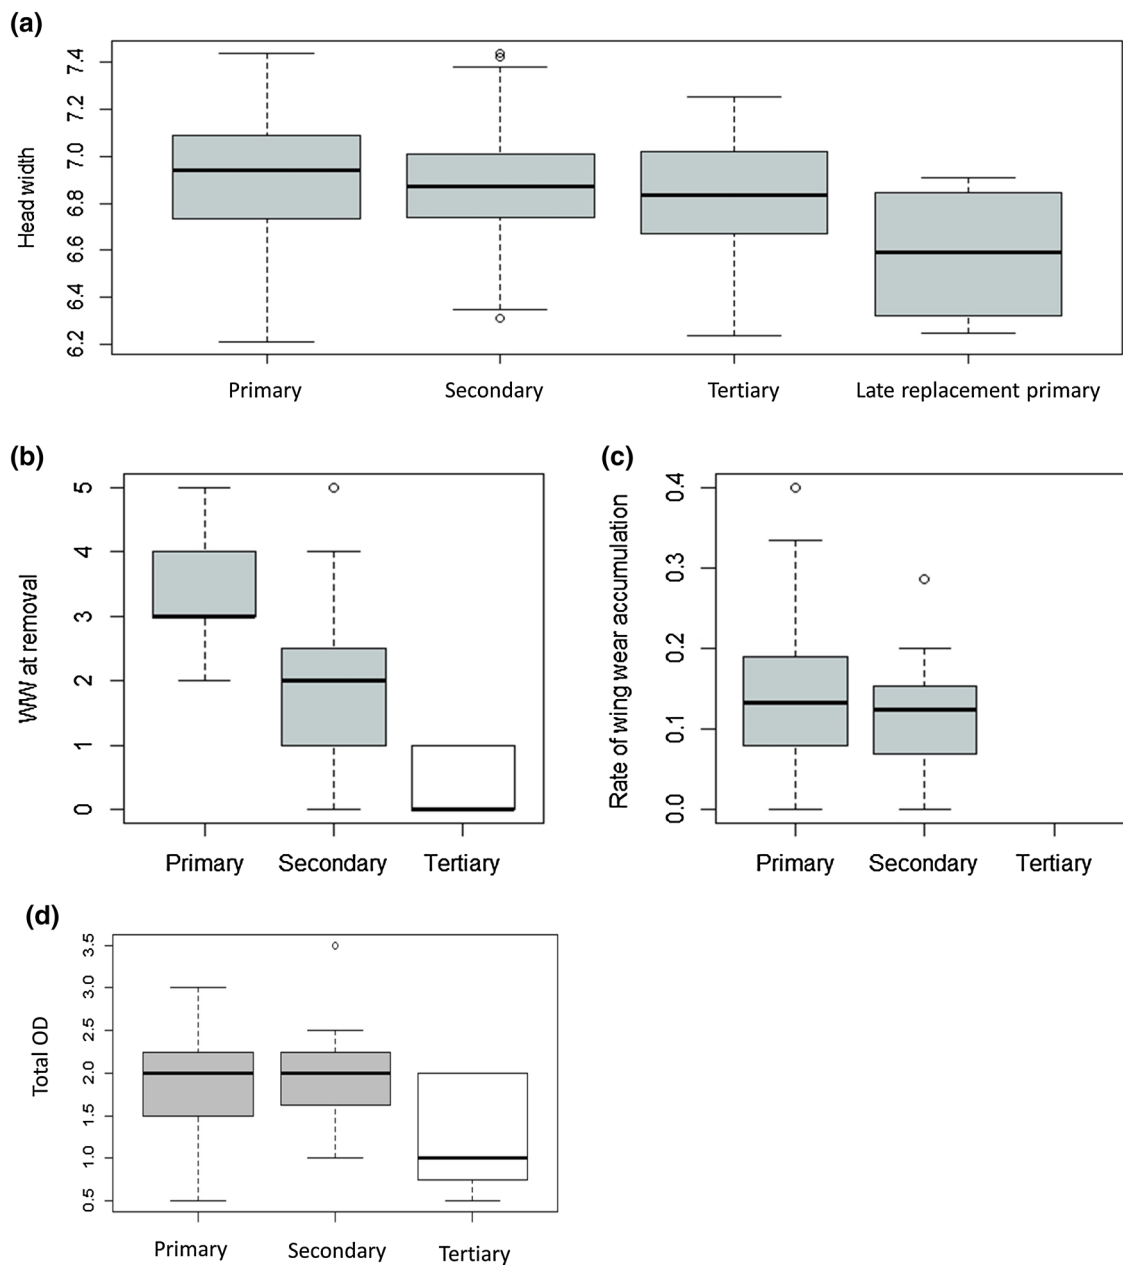 (a)
Head width
7.4
7.2
7.0
6.8
6.6
6.4
6.2
Primary Secondary Tertiary Late replacement primary
(b)
WW at removal
5
4
3
2
1
0
Primary Secondary Tertiary
(c)
Rate of wing wear accumulation
0.4
0.3
0.2
0.1
0.0
Primary Secondary Tertiary
(d)
Total OD
3.5
3.0
2.5
2.0
1.5
1.0
0.5
Primary Secondary Tertiary